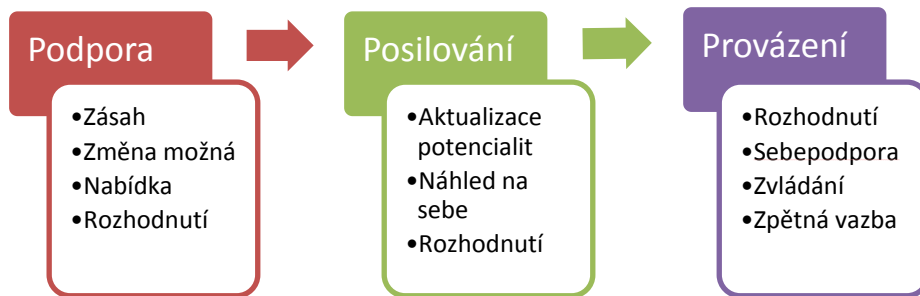 Podpora
•Zásah
•Změna možná
•Nabídka
•Rozhodnutí
Posilování
•Aktualizace
potencialit
•Náhled na
sebe
•Rozhodnutí
Provázení
•Rozhodnutí
•Sebepodpora
•Zvládání
•Zpětná vazba